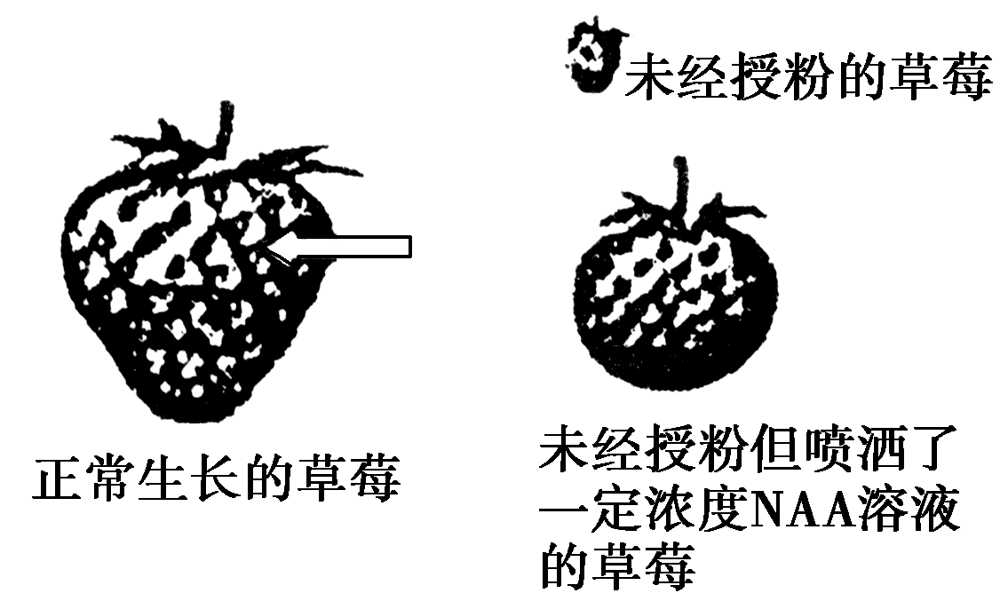 未经授粉的草莓
正常生长的草莓
未经授粉但喷洒了
一定浓度NAA溶液
的草莓